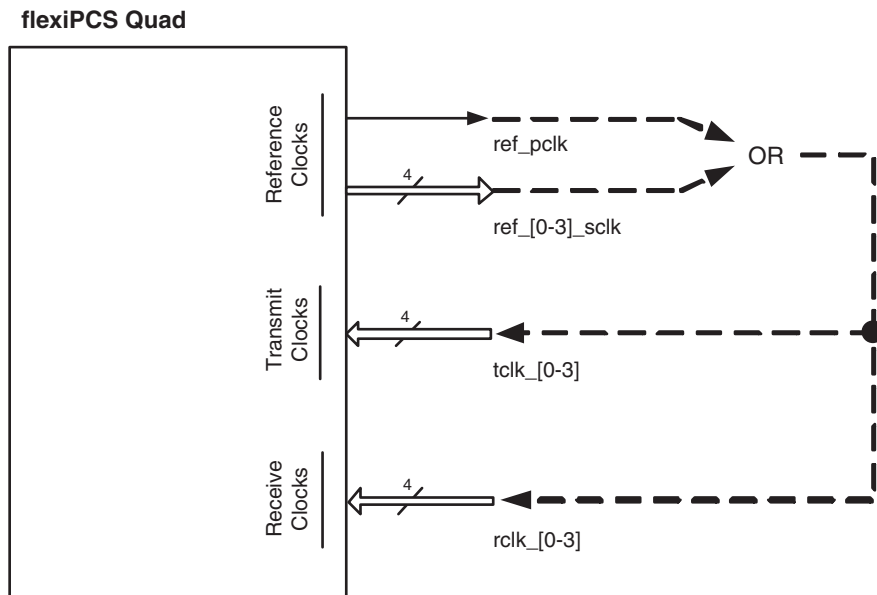 flexiPCS Quad
Reference
Clocks
ref_pclk
OR
4
ref_[0-3]_sclk
Transmit
Clocks
4
tclk_[0-3]
Receive
Clocks
4
rclk_[0-3]